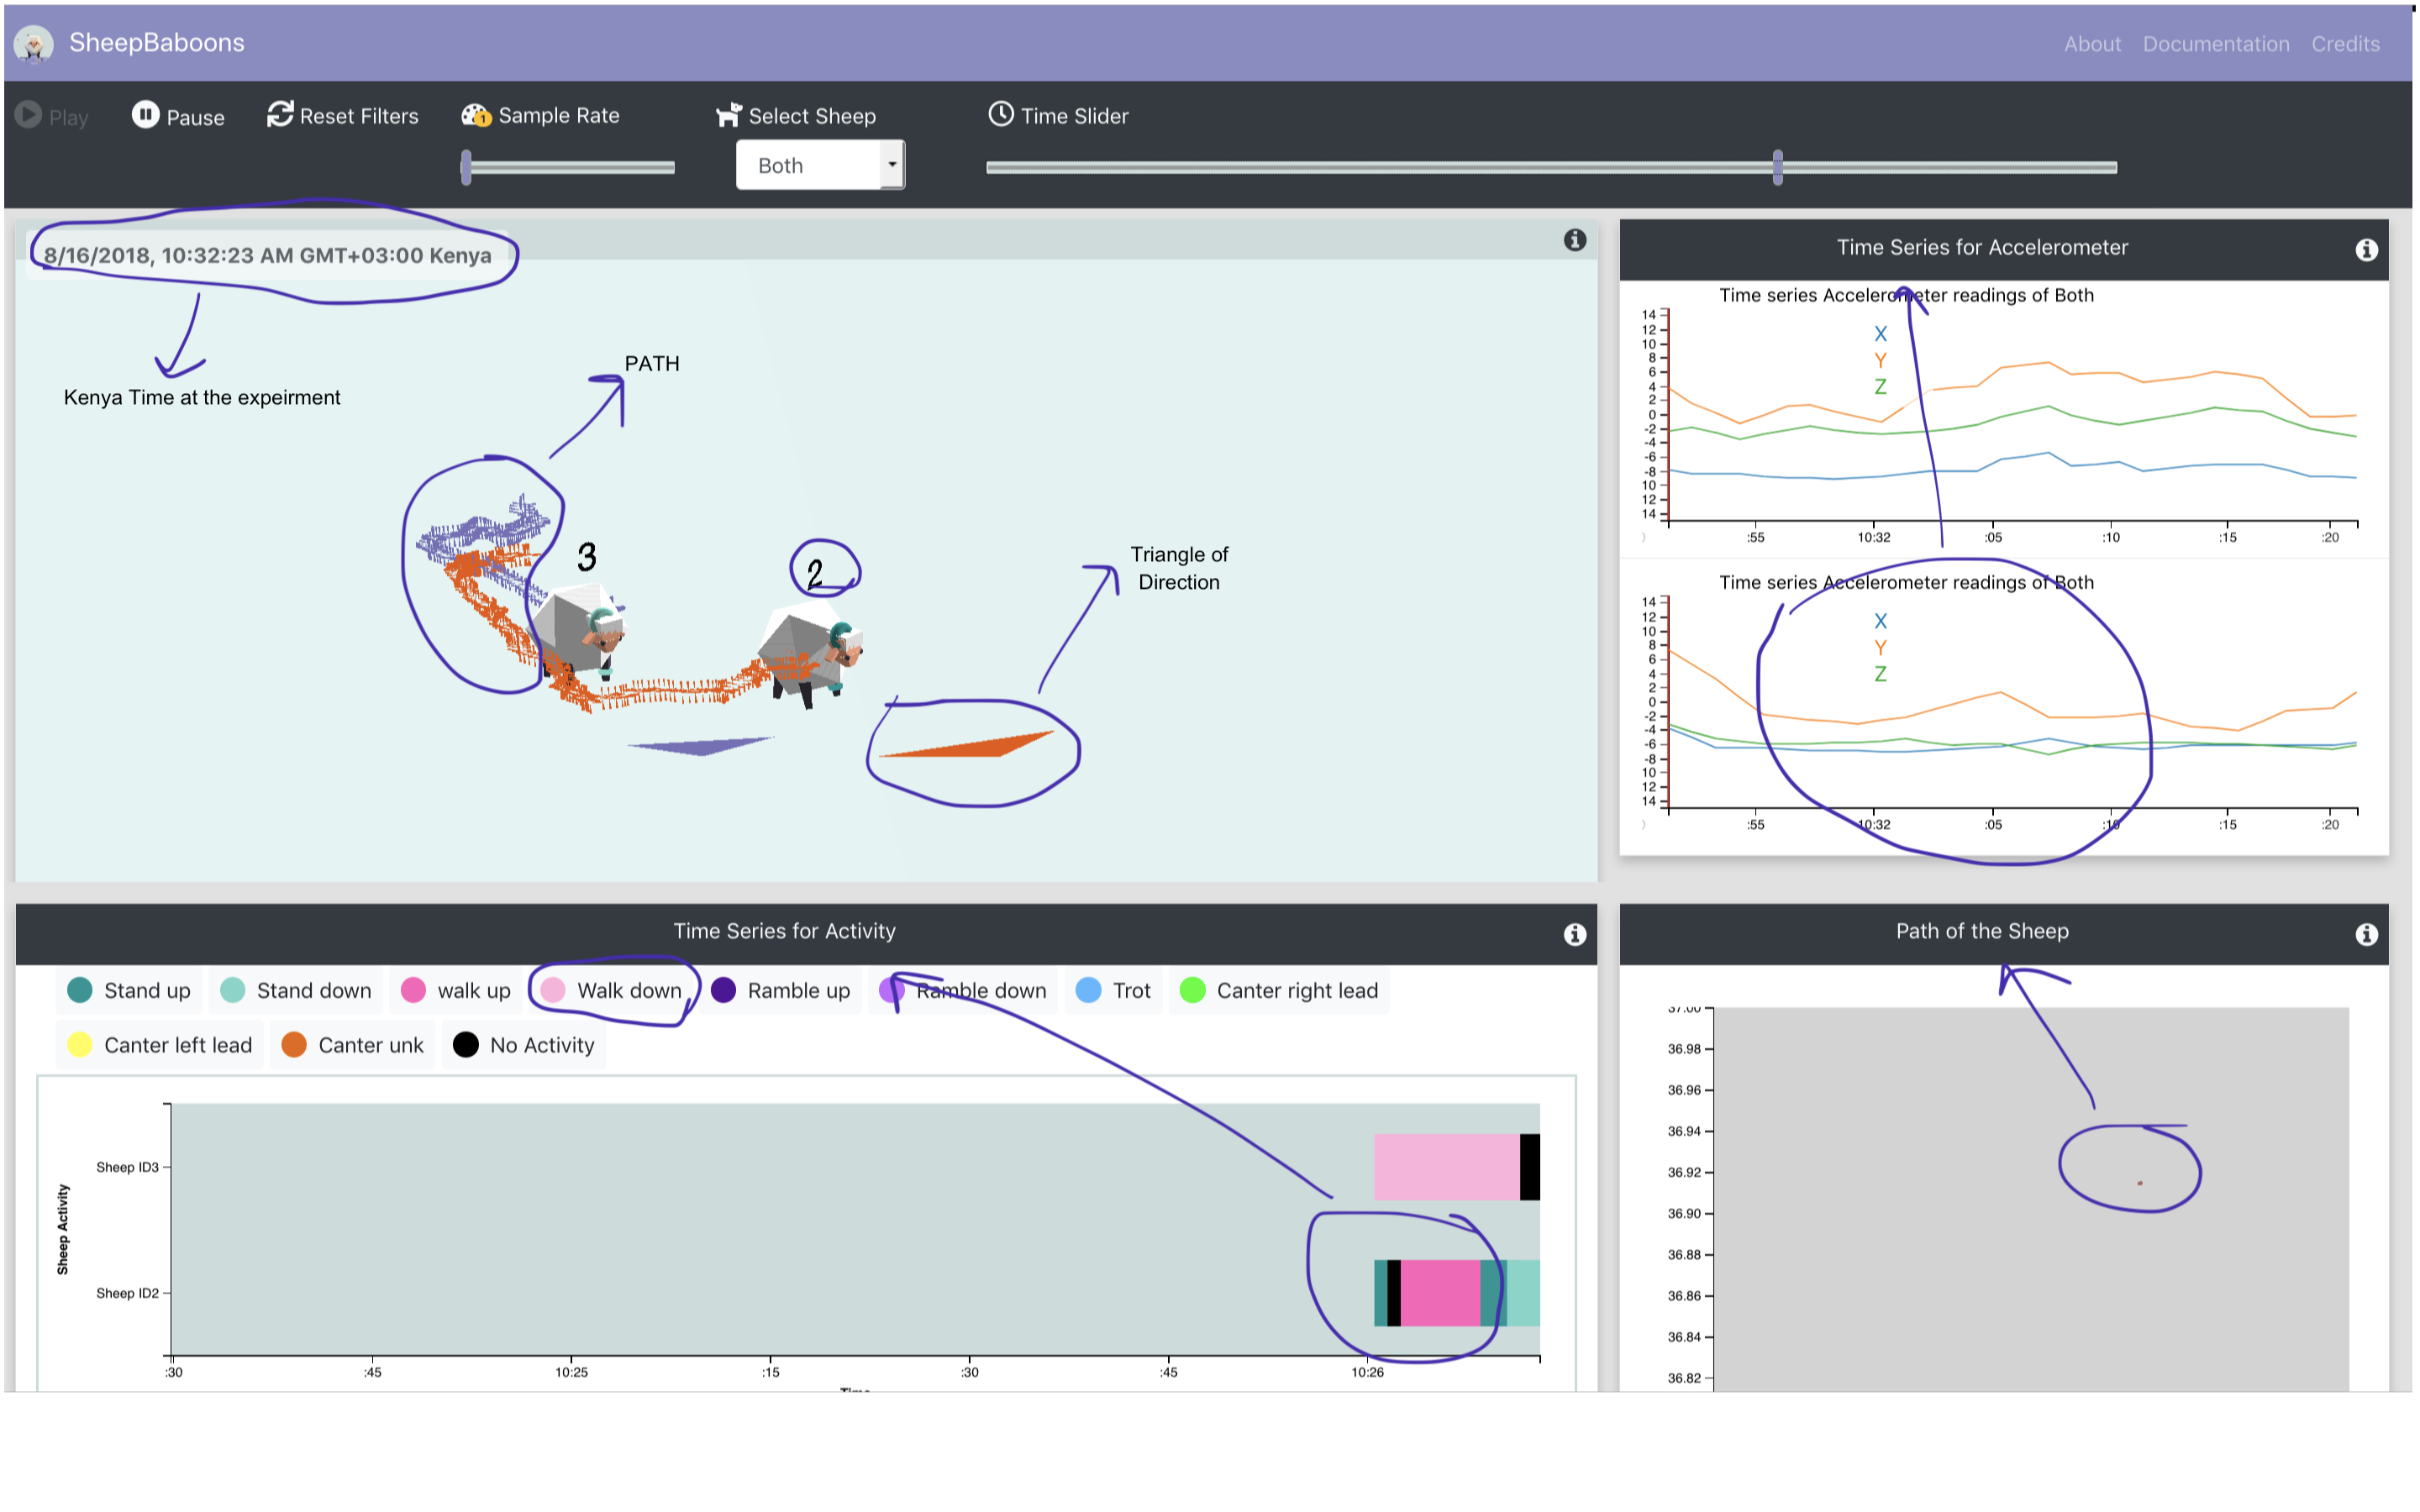 SheepBaboons
About Documentation Credits
Play Pause Reset Filters 1 Sample Rate Select Sheep Time Slider
Both
8/16/2018, 10:32:23 AM GMT+03:00 Kenya
Kenya Time at the expeirment
PATH
3
2
Triangle of
Direction
Time Series for Accelerometer
Time series Accelerometer readings of Both
X
Y
Z
14
12
10
8
6
4
2
0
-2
-4
-6
-8
10
12
14
:55 10:32 :05 :10 :15 :20
Time series Accelerometer readings of Both
X
Y
Z
14
12
10
8
6
4
2
0
-2
-4
-6
-8
10
12
14
:55 10:32 :05 :10 :15 :20
Time Series for Activity
Stand up Stand down walk up Walk down Ramble up Ramble down Trot Canter right lead
Canter left lead Canter unk No Activity
Sheep Activity
Sheep ID3
Sheep ID2
:30 :45 10:25 :15 :30 :45 10:26
Time
Path of the Sheep
37.00
36.98
36.96
36.94
36.92
36.90
36.88
36.86
36.84
36.82